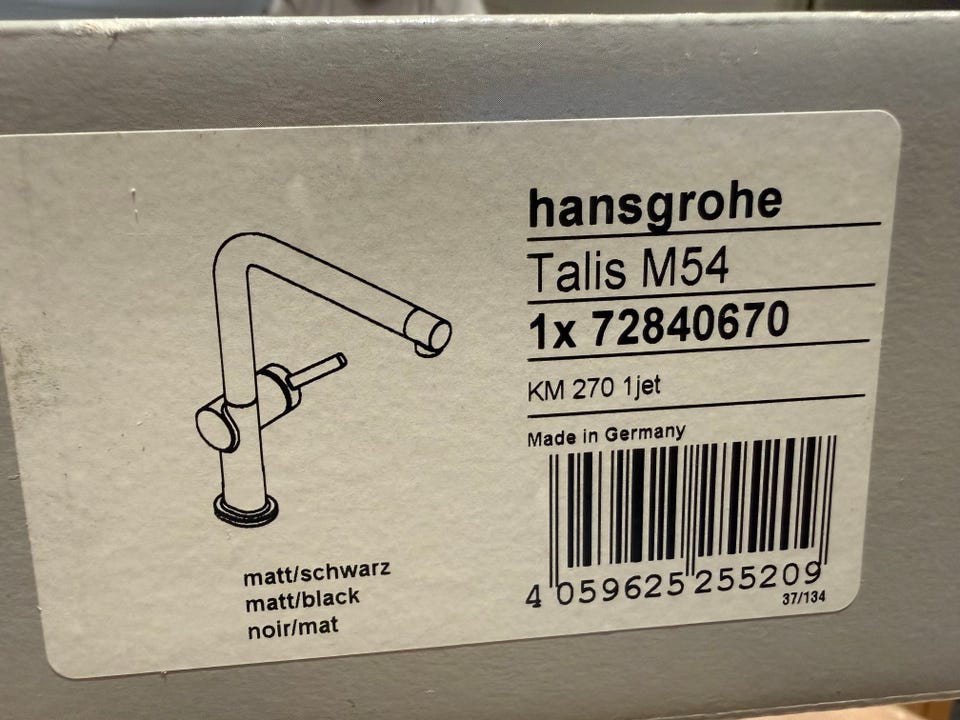 hansgrohe
Talis M54
1x 72840670
KM 270 1jet
Made in Germany
4 059625 255209
37/134
matt/schwarz
matt/black
noir/mat